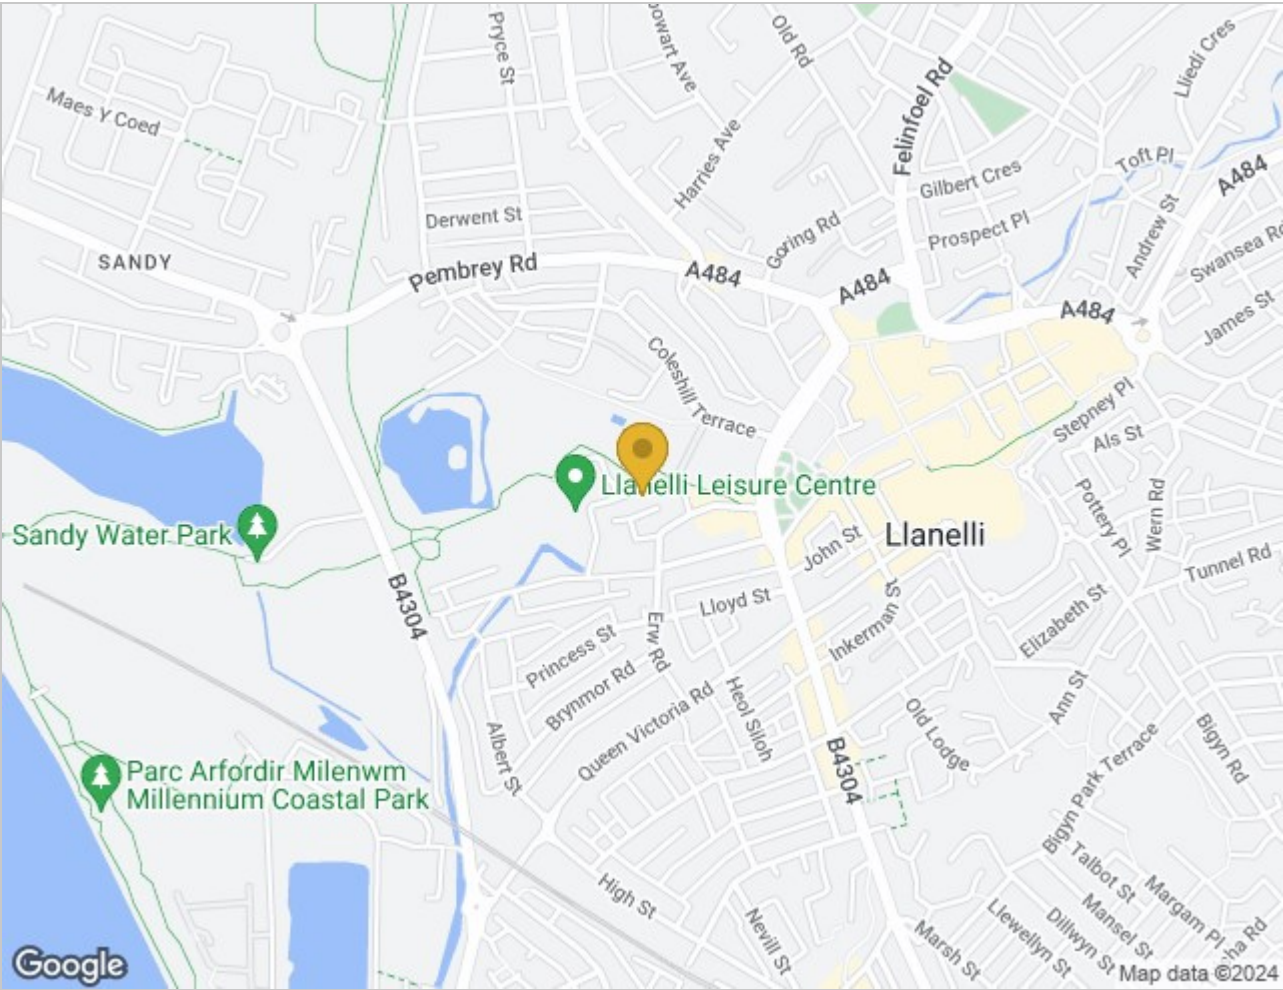 Pryce St
Old Rd
Lliedi Cres
Maes Y Coed
Harries Ave
Felinfoel Rd
Toft Pl
A484
Gilbert Cres
Derwent St
Andrew St
Prospect Pl
Goring Rd
Swansea Rd
SANDY
Pembrey Rd
A484
A484
A484
James St
Coleshill Terrace
Stepney Pl
Als St
Llanelli Leisure Centre
Pottery Pl
Wern Rd
Sandy Water Park
Llanelli
John St
Tunnel Rd
B4304
Lloyd St
Inkerman St
Elizabeth St
Princess St
Erw Rd
Brynmor Rd
Queen Victoria Rd
Heol Siloh
Ann St
Old Lodge
Albert St
Bigyn Rd
Parc Arfordir Milenwm
Millennium Coastal Park
B4304
Bigyn Park Terrace
High St
Talbot St
Margam Pl
Mansel St
Dillwyn St
Llewellyn St
Nevill St
Marsh St
Google
Map data ©2024